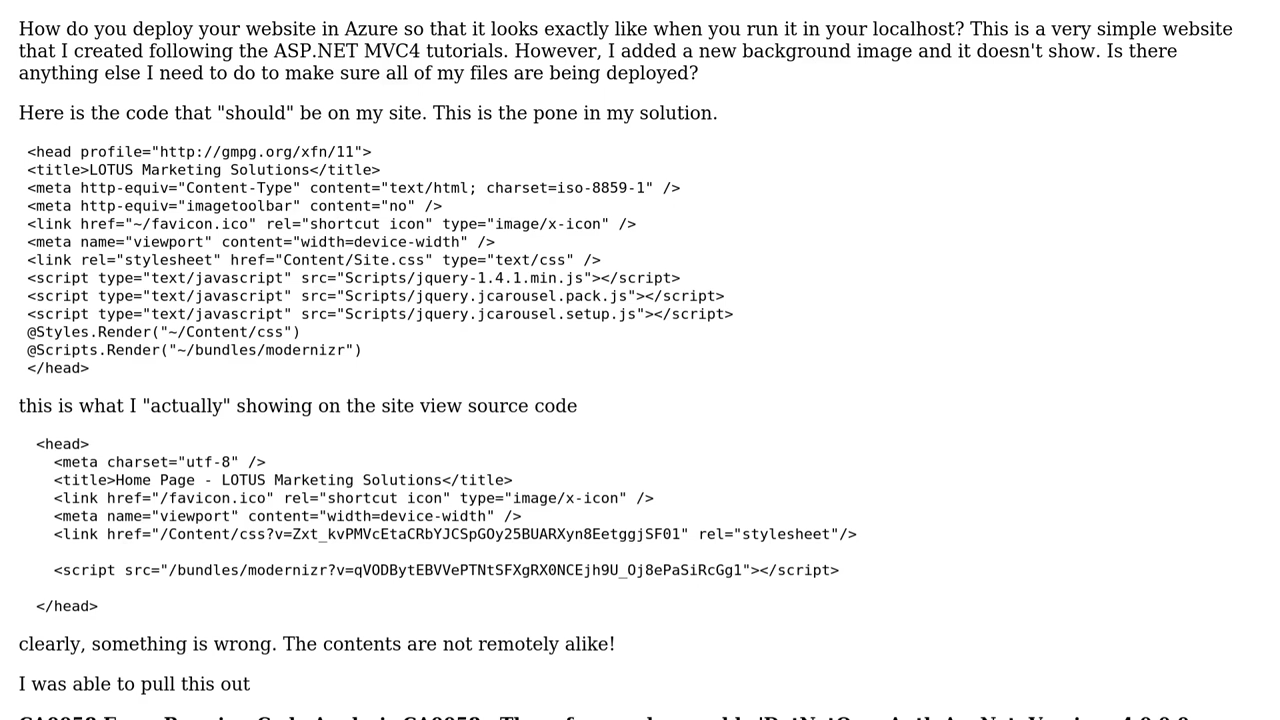 How do you deploy your website in Azure so that it looks exactly like when you run it in your localhost? This is a very simple website
that I created following the ASP.NET MVC4 tutorials. However, I added a new background image and it doesn't show. Is there
anything else I need to do to make sure all of my files are being deployed?
Here is the code that "should" be on my site. This is the pone in my solution.
<head profile="http://gmpg.org/xfn/11">
<title>LOTUS Marketing Solutions</title>
<meta http-equiv="Content-Type" content="text/html; charset=iso-8859-1" />
<meta http-equiv="imagetoolbar" content="no" />
<link href="~/favicon.ico" rel="shortcut icon" type="image/x-icon" />
<meta name="viewport" content="width=device-width" />
<link rel="stylesheet" href="Content/Site.css" type="text/css" />
<script type="text/javascript" src="Scripts/jquery-1.4.1.min.js"></script>
<script type="text/javascript" src="Scripts/jquery.jcarousel.pack.js"></script>
<script type="text/javascript" src="Scripts/jquery.jcarousel.setup.js"></script>
@Styles.Render("~/Content/css")
@Scripts.Render("~/bundles/modernizr")
</head>
this is what I "actually" showing on the site view source code
<head>
<meta charset="utf-8" />
<title>Home Page - LOTUS Marketing Solutions</title>
<link href="/favicon.ico" rel="shortcut icon" type="image/x-icon" />
<meta name="viewport" content="width=device-width" />
<link href="/Content/css?v=Zxt_kvPMVcEtaCRbYJCSpGOy25BUARXyn8EetggjSF01" rel="stylesheet"/>
<script src="/bundles/modernizr?v=qVODBytEBVVePTNtSFXgRX0NCEjh9U_Oj8ePaSiRcGg1"></script>
</head>
clearly, something is wrong. The contents are not remotely alike!
I was able to pull this out